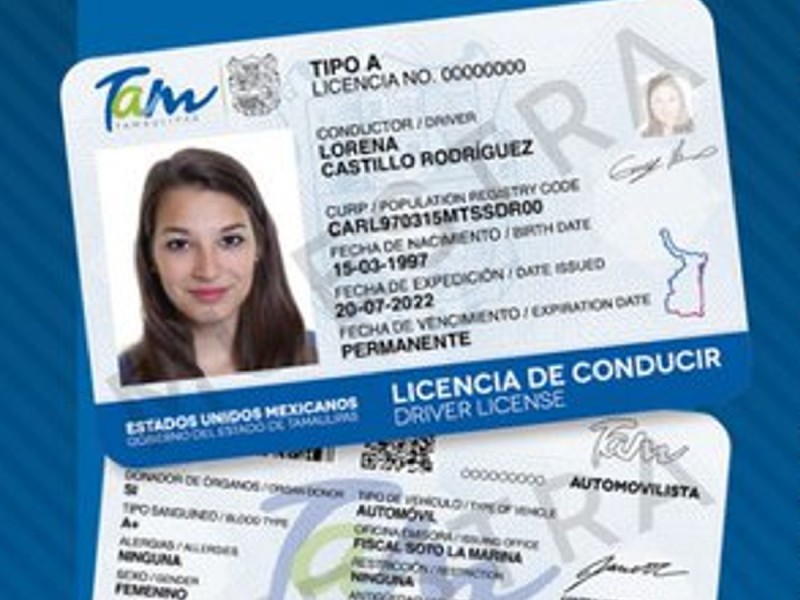 Tam
TAMAULIPAS
TIPO A
LICENCIA NO. 00000000
CONDUCTOR / DRIVER
LORENA
CASTILLO RODRÍGUEZ
CURP / POPULATION REGISTRY CODE
CARL970315MTSSDR00
FECHA DE NACIMIENTO / BIRTH DATE
15-03-1997
FECHA DE EXPEDICIÓN / DATE ISSUED
20-07-2022
FECHA DE VENCIMIENTO / EXPIRATION DATE
PERMANENTE
ESTADOS UNIDOS MEXICANOS
GOBIERNO DEL ESTADO DE TAMAULIPAS
LICENCIA DE CONDUCIR
DRIVER LICENSE
MUESTRA
Tam
000000000
AUTOMOVILISTA
DONADOR DE ÓRGANOS / ORGAN DONOR
SI
TIPO SANGUINEO / BLOOD TYPE
A+
ALERGIAS / ALLERGIES
NINGUNA
SEXO / GENDER
FEMENINO
TIPO DE VEHÍCULO / TYPE OF VEHICLE
AUTOMÓVIL
OFICINA EMISORA / ISSUING OFFICE
FISCAL SOTO LA MARINA
RESTRICCIÓN / RESTRICTION
NINGUNA